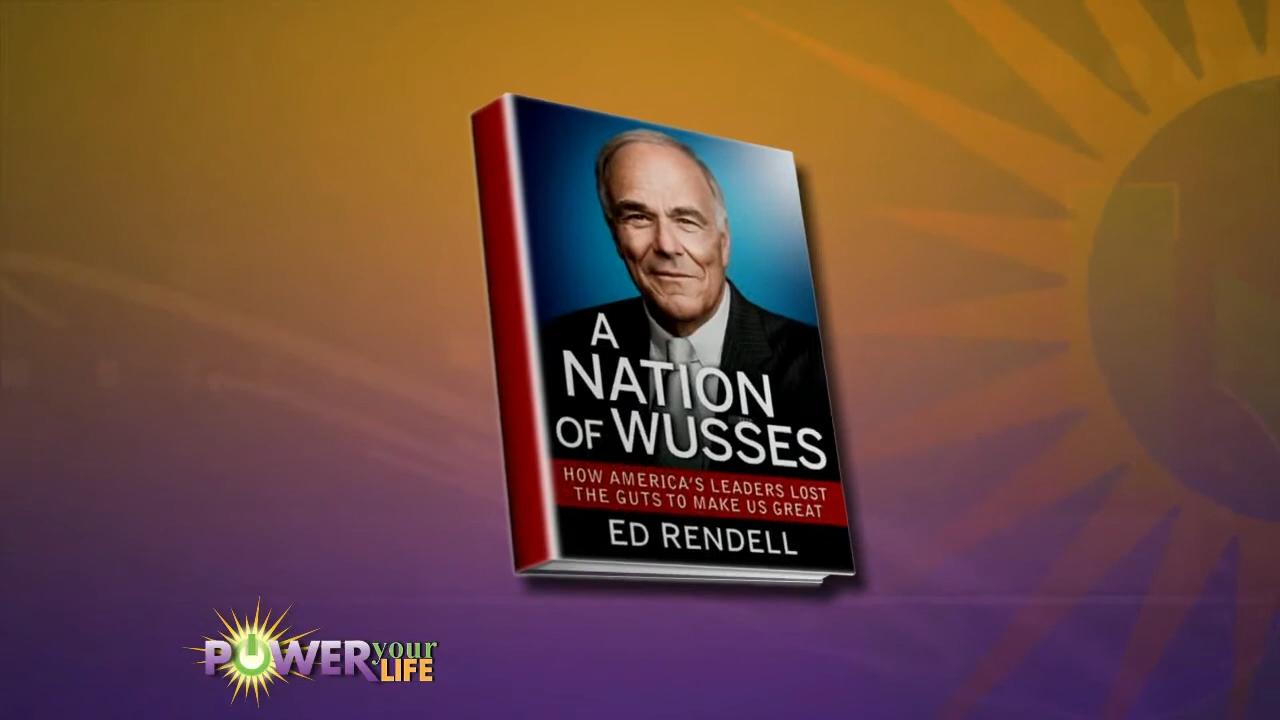 A
NATION
OF WUSSES
HOW AMERICA'S LEADERS LOST
THE GUTS TO MAKE US GREAT
ED RENDELL
POWER your
LIFE